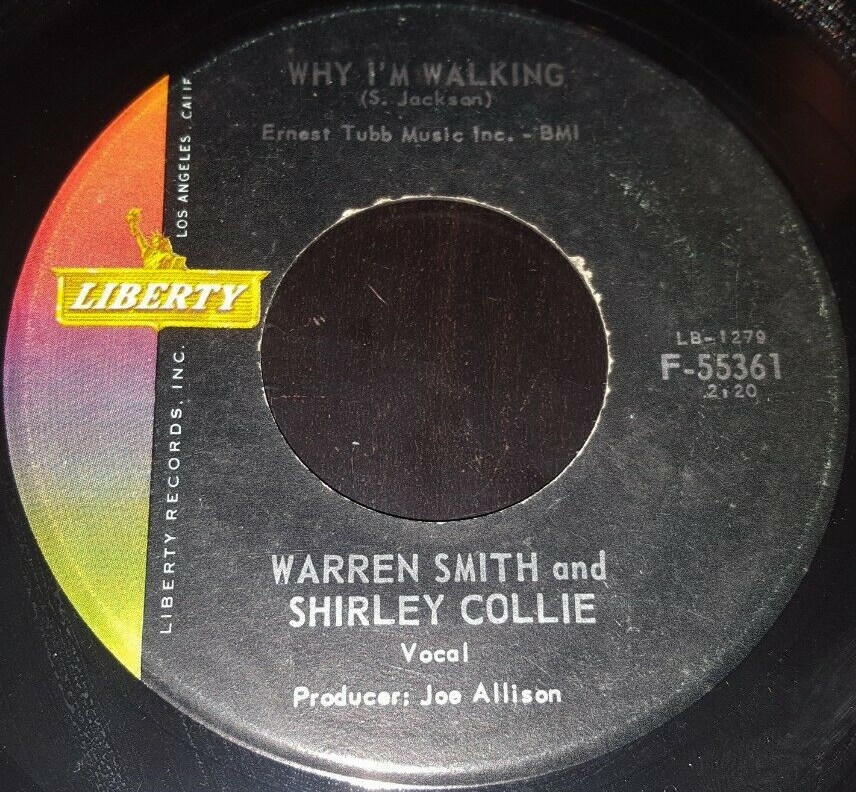 WHY I'M WALKING
(S. Jackson)
Ernest Tubb Music Inc. - BMI
LIBERTY
LIBERTY RECORDS, INC.
LOS ANGELES, CALIF
LB-1279
F-55361
2:20
WARREN SMITH and
SHIRLEY COLLIE
Vocal
Producer: Joe Allison